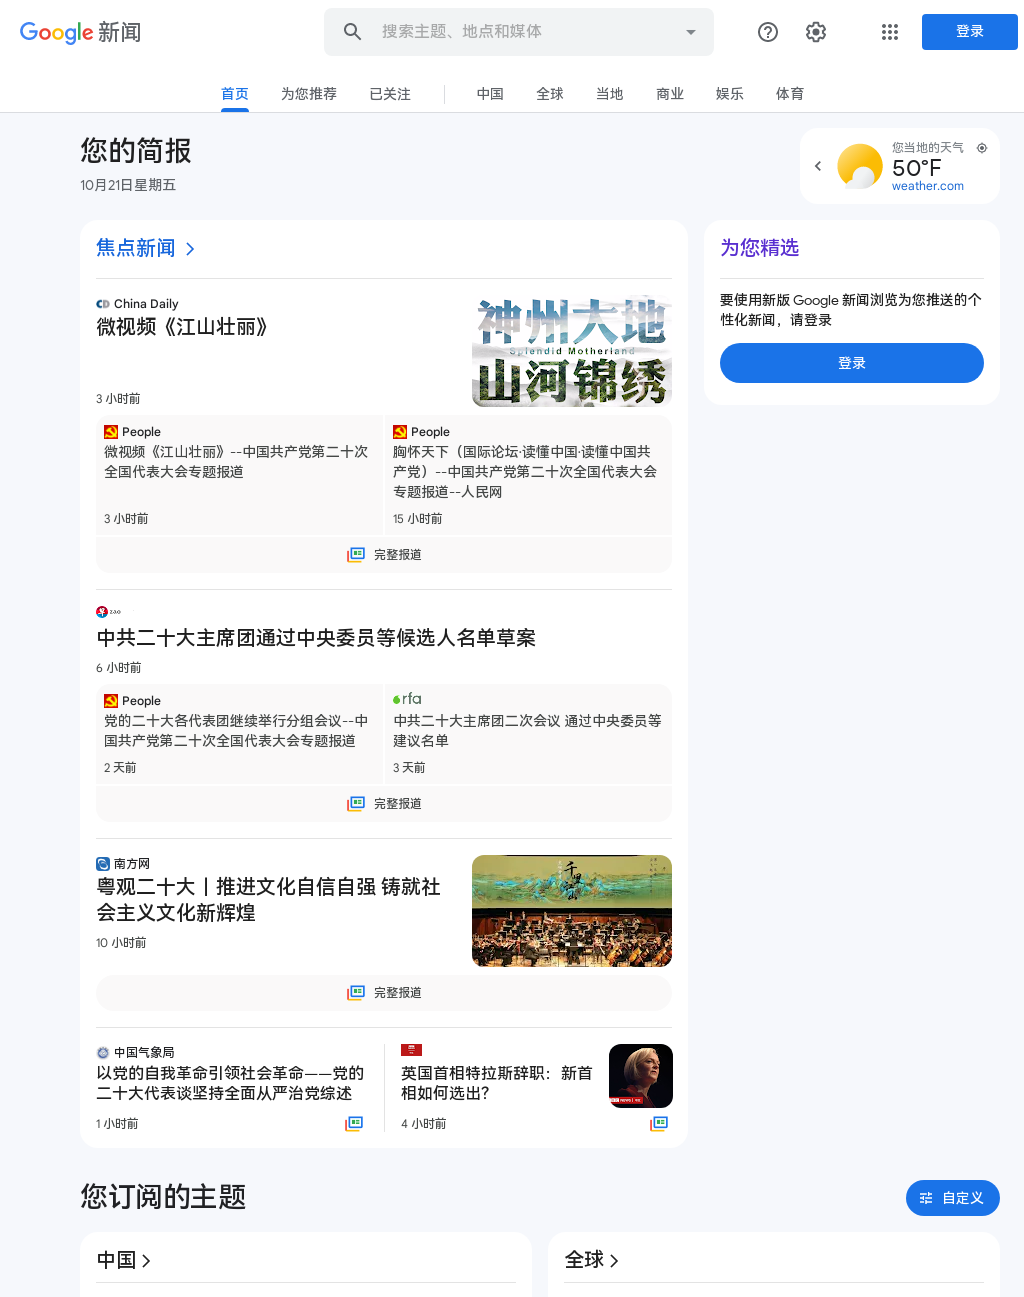 Google 新闻
搜索主题、地点和媒体
登录
首页 为您推荐 已关注 中国 全球 当地 商业 娱乐 体育
您的简报
10月21日星期五
您当地的天气
50°F
weather.com
焦点新闻
China Daily
微视频《江山壮丽》
3 小时前
神州大地
Splendid Motherland
山河锦绣
People
微视频《江山壮丽》--中国共产党第二十次
全国代表大会专题报道
3 小时前
People
胸怀天下（国际论坛·读懂中国·读懂中国共
产党）--中国共产党第二十次全国代表大会
专题报道--人民网
15 小时前
完整报道
中共二十大主席团通过中央委员等候选人名单草案
6 小时前
People
党的二十大各代表团继续举行分组会议--中
国共产党第二十次全国代表大会专题报道
2 天前
rfa
中共二十大主席团二次会议 通过中央委员等
建议名单
3 天前
完整报道
南方网
粤观二十大丨推进文化自信自强 铸就社
会主义文化新辉煌
10 小时前
千里江山
完整报道
中国气象局
以党的自我革命引领社会革命——党的
二十大代表谈坚持全面从严治党综述
1 小时前
英国首相特拉斯辞职：新首
相如何选出？
4 小时前
为您精选
要使用新版 Google 新闻浏览为您推送的个
性化新闻，请登录
登录
您订阅的主题
自定义
中国
全球